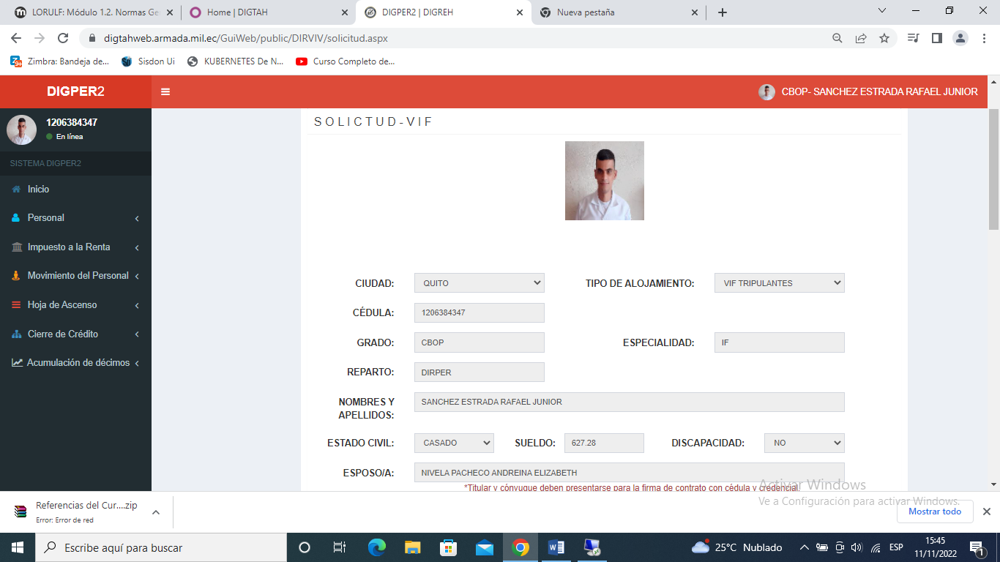 LORULF: Módulo 1.2. Normas Ge
Home | DIGTAH
DIGPER2 | DIGREH
Nueva pestaña
digtahweb.armada.mil.ec/GuiWeb/public/DIRVIV/solicitud.aspx
Zimbra: Bandeja de...
Sisdon Ui
KUBERNETES De N...
Curso Completo de...
DIGPER2
CBOP- SANCHEZ ESTRADA RAFAEL JUNIOR
1206384347
En línea
SISTEMA DIGPER2
Inicio
Personal
Impuesto a la Renta
Movimiento del Personal
Hoja de Ascenso
Cierre de Crédito
Acumulación de décimos
SOLICTUD-VIF
CIUDAD: QUITO TIPO DE ALOJAMIENTO: VIF TRIPULANTES
CÉDULA: 1206384347
GRADO: CBOP ESPECIALIDAD: IF
REPARTO: DIRPER
NOMBRES Y
APELLIDOS: SANCHEZ ESTRADA RAFAEL JUNIOR
ESTADO CIVIL: CASADO SUELDO: 627.28 DISCAPACIDAD: NO
ESPOSO/A: NIVELA PACHECO ANDREINA ELIZABETH
*Titular y cónyugue deben presentarse para la firma de contrato con cédula y credencial.
Activar Windows
Ve a Configuración para activar Windows.
Referencias del Cur....zip
Error: Error de red
Mostrar todo
Escribe aquí para buscar
25°C Nublado
ESP
15:45
11/11/2022
1